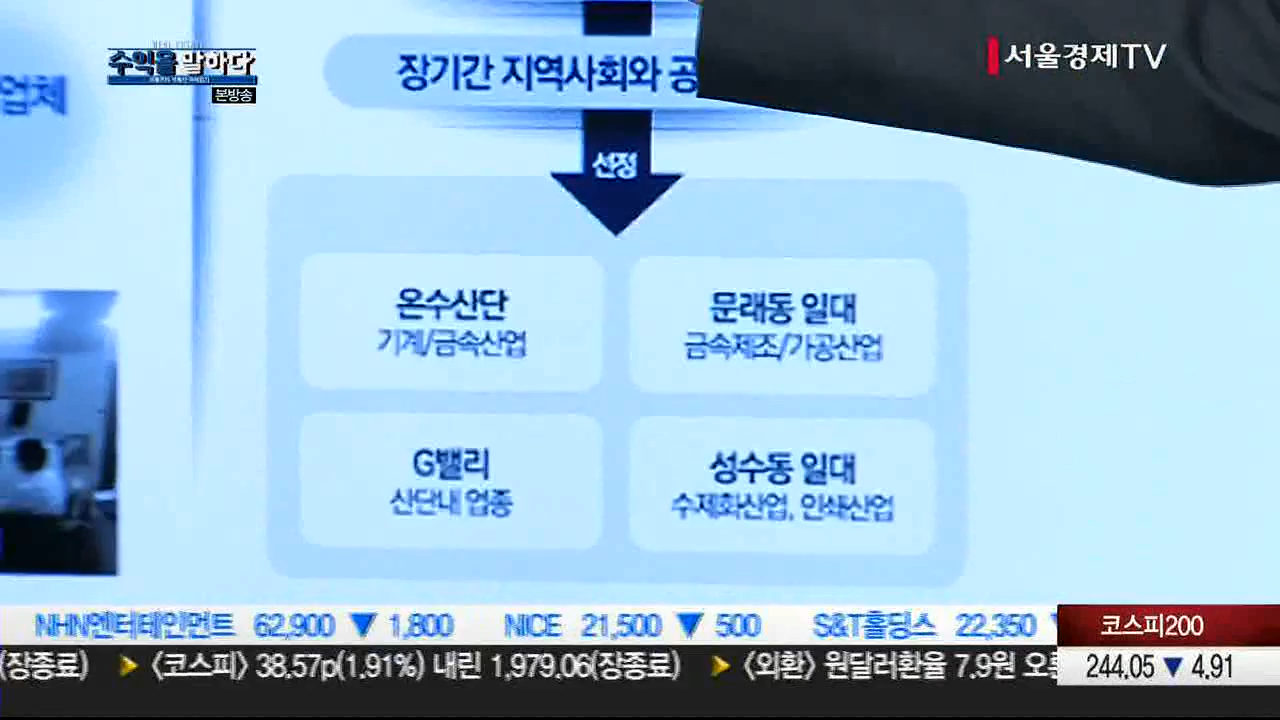 수익을 말하다
본방송
서울경제TV
업체
장기간 지역사회와 공
선정
온수산단
기계/금속산업
문래동 일대
금속제조/가공산업
G밸리
산단내 업종
성수동 일대
수제화산업, 인쇄산업
NHN엔터테인먼트 62,900 ▼ 1,800 NICE 21,500 ▼ 500 S&T홀딩스 22,350
코스피200
(장종료) ▶ <코스피> 38,57p(1.91%) 내린 1,979.06(장종료) ▶ <외환> 원달러환율 7.9원
244.05 ▼ 4.91